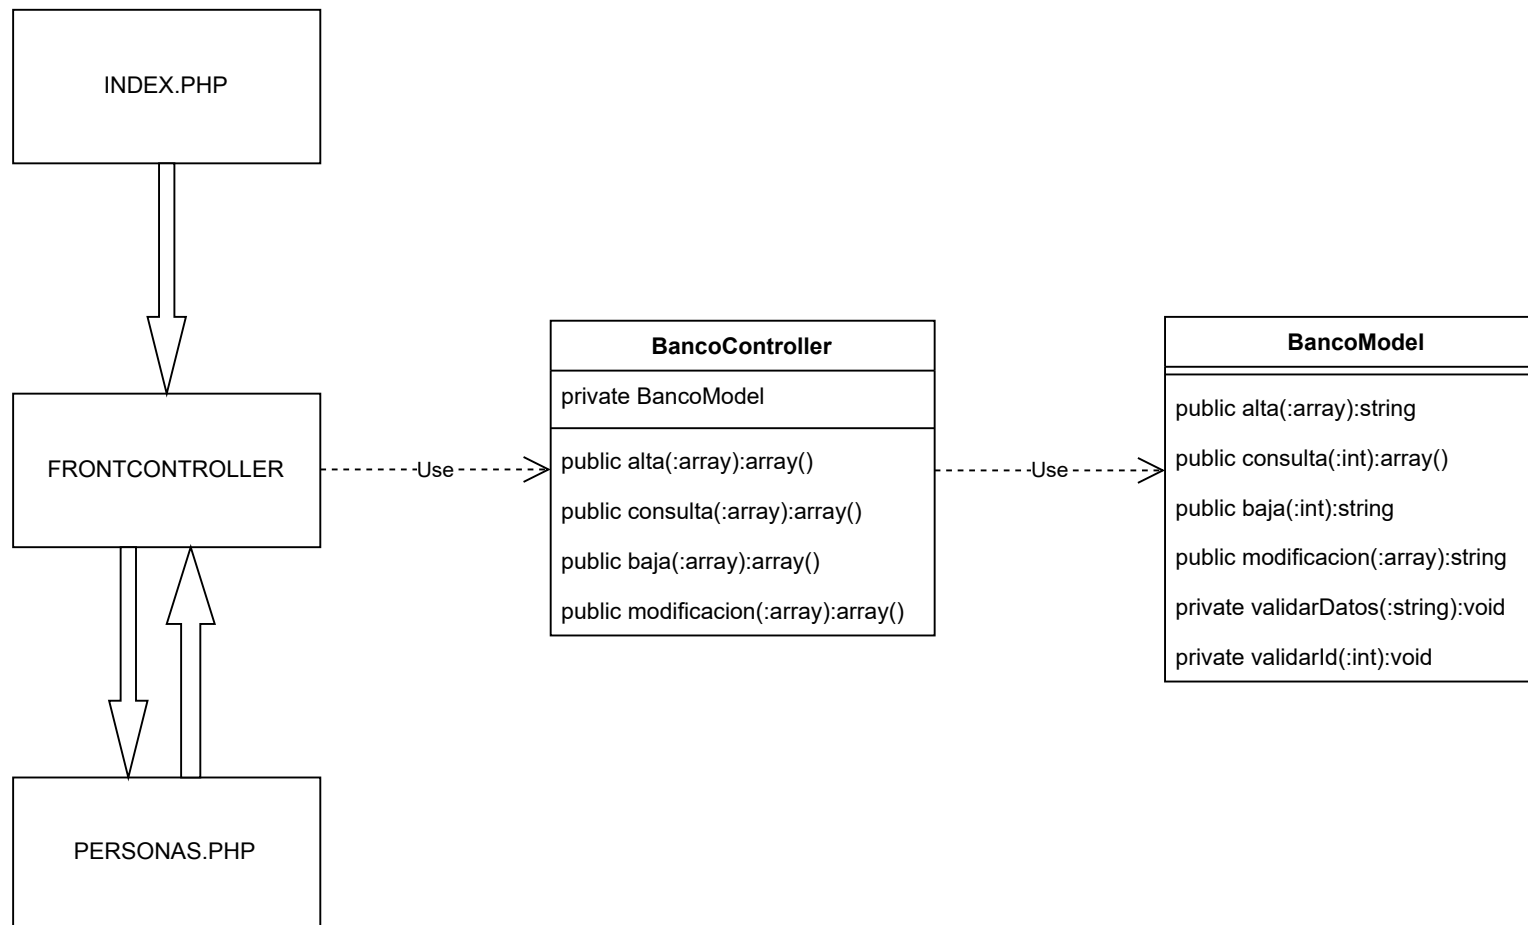 INDEX.PHP
FRONTCONTROLLER
Use
BancoController
private BancoModel
public alta(:array):array()
public consulta(:array):array()
public baja(:array):array()
public modificacion(:array):array()
Use
BancoModel
public alta(:array):string
public consulta(:int):array()
public baja(:int):string
public modificacion(:array):string
private validarDatos(:string):void
private validarId(:int):void
PERSONAS.PHP